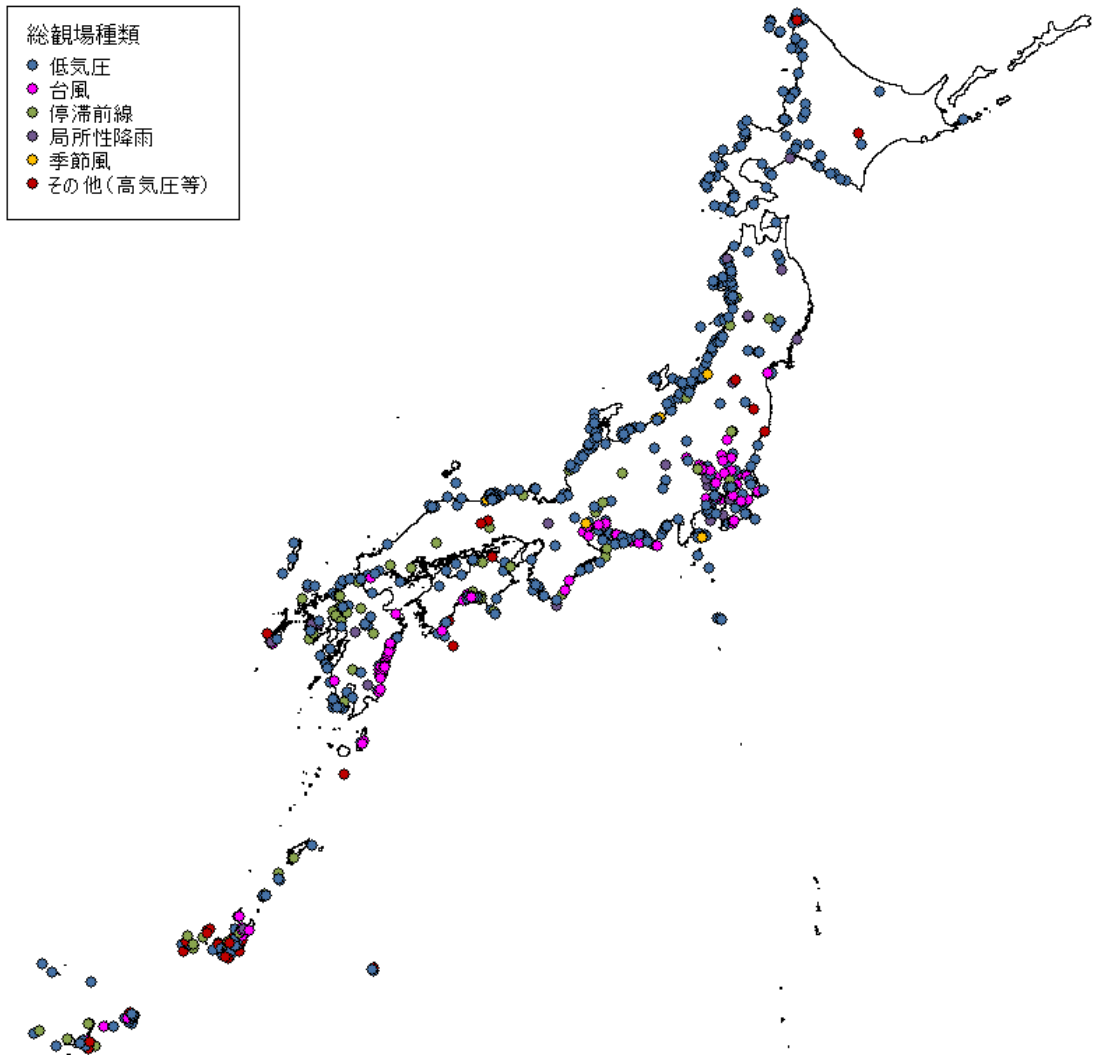 総観場種類
低気圧
台風
停滞前線
局所性降雨
季節風
その他(高気圧等)